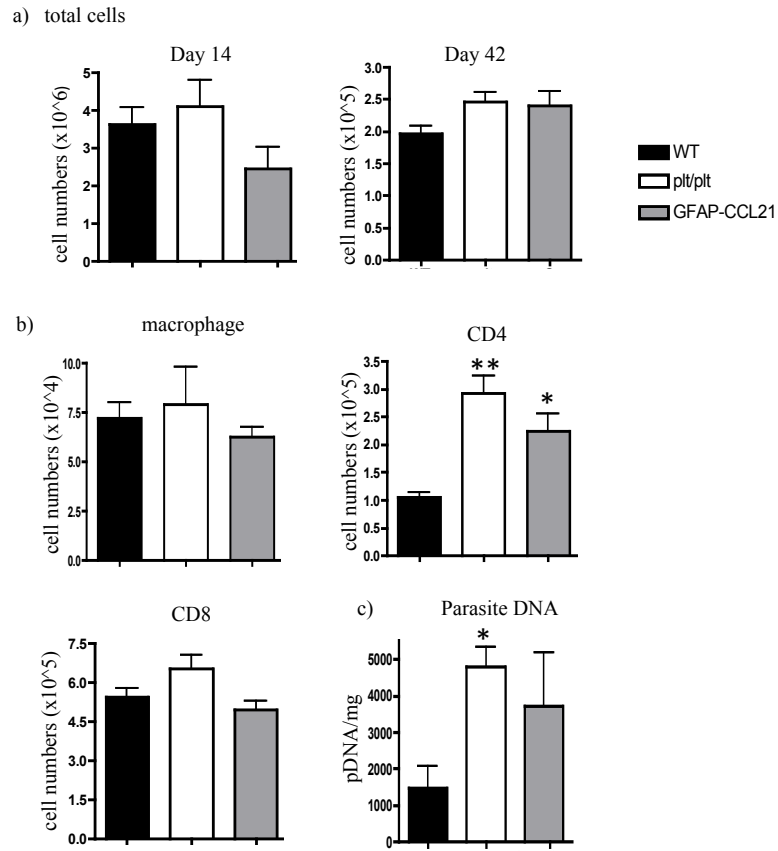 a) total cells
Day 14
cell numbers (x10^6)
5
4
3
2
1
0
Day 42
cell numbers (x10^5)
3.0
2.5
2.0
1.5
1.0
0.5
0.0
WT
plt/plt
GFAP-CCL21
b)
macrophage
cell numbers (x10^4)
10.0
7.5
5.0
2.5
0.0
CD4
cell numbers (x10^5)
3.5
3.0
2.5
2.0
1.5
1.0
0.5
0.0
**
*
CD8
cell numbers (x10^5)
7.5
6.0
4.5
3.0
1.5
0.0
c) Parasite DNA
pDNA/mg
5000
4000
3000
2000
1000
0
*